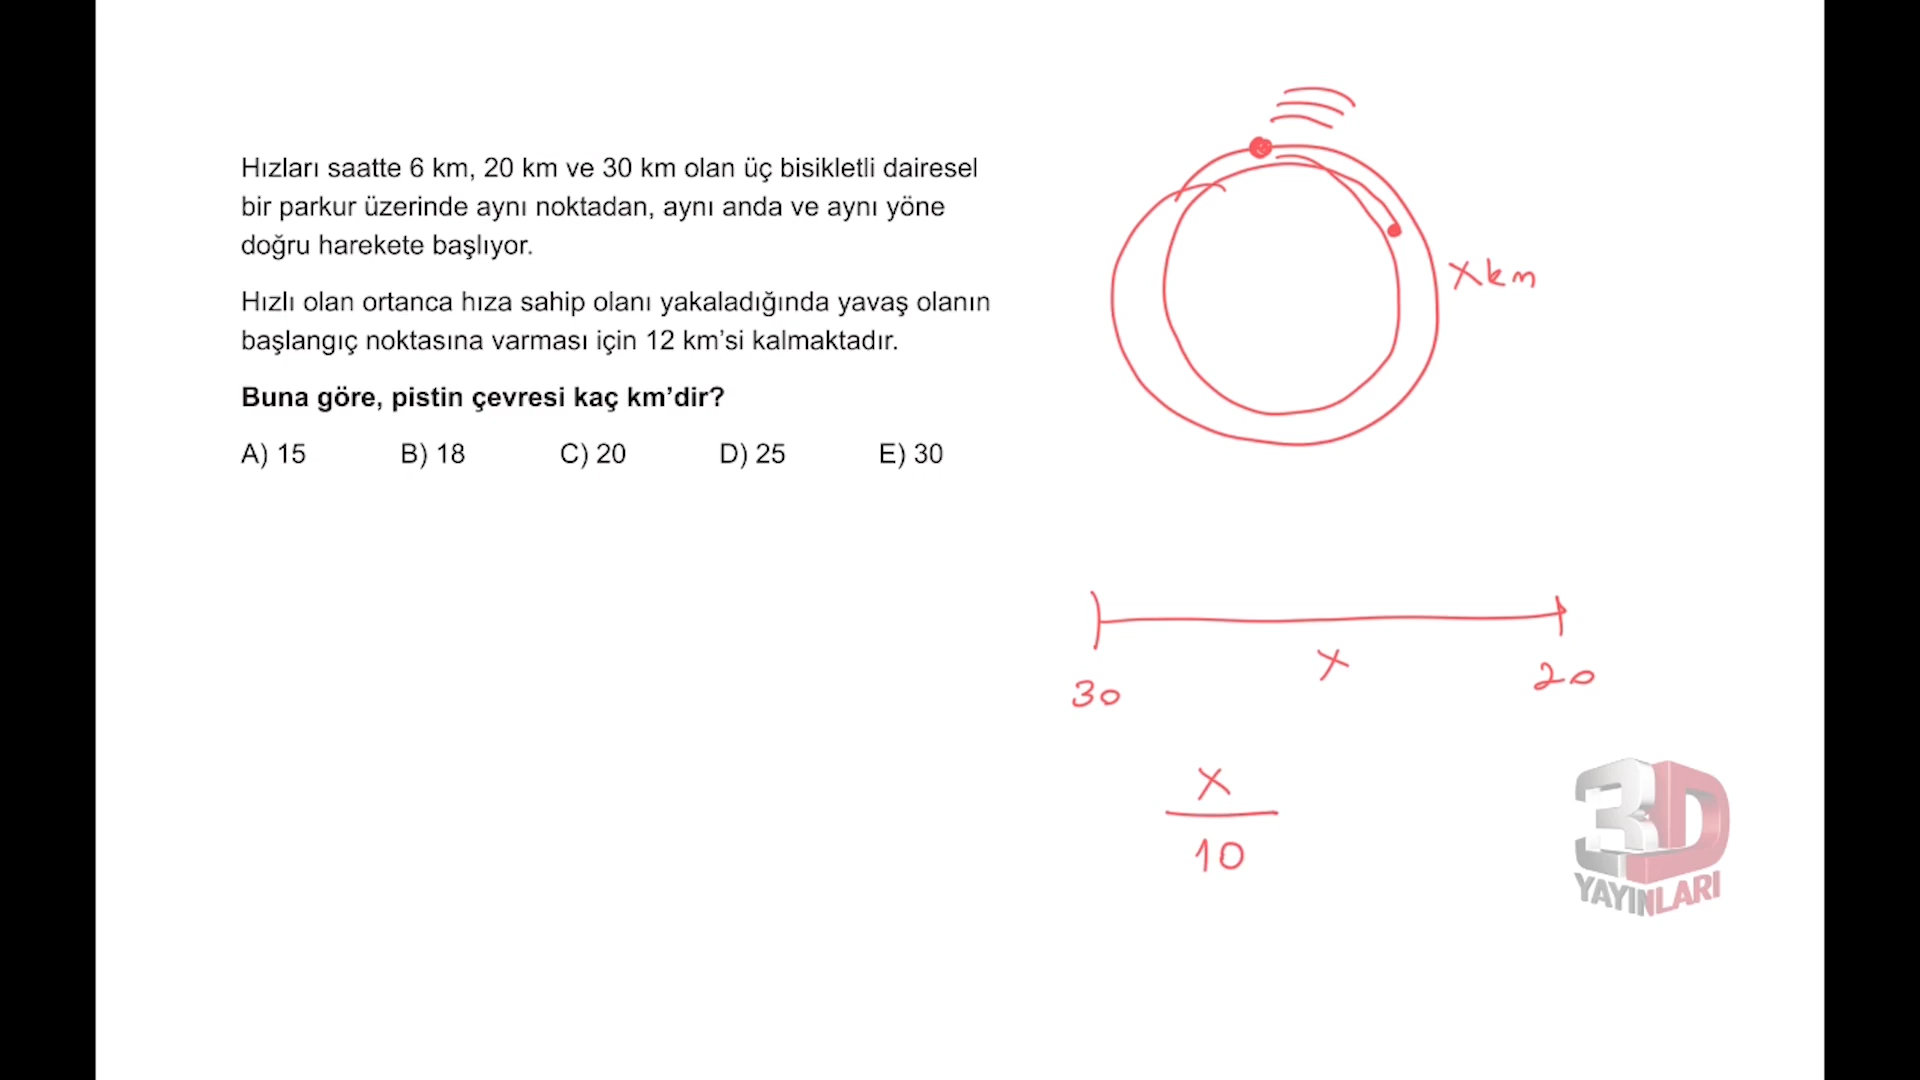 Hızları saatte 6 km, 20 km ve 30 km olan üç bisikletli dairesel
bir parkur üzerinde aynı noktadan, aynı anda ve aynı yöne
doğru harekete başlıyor.
Hızlı olan ortanca hıza sahip olanı yakaladığında yavaş olanın
başlangıç noktasına varması için 12 km’si kalmaktadır.
Buna göre, pistin çevresi kaç km’dir?
A) 15 B) 18 C) 20 D) 25 E) 30
x km
x
30 20
x
10
3D
YAYINLARI